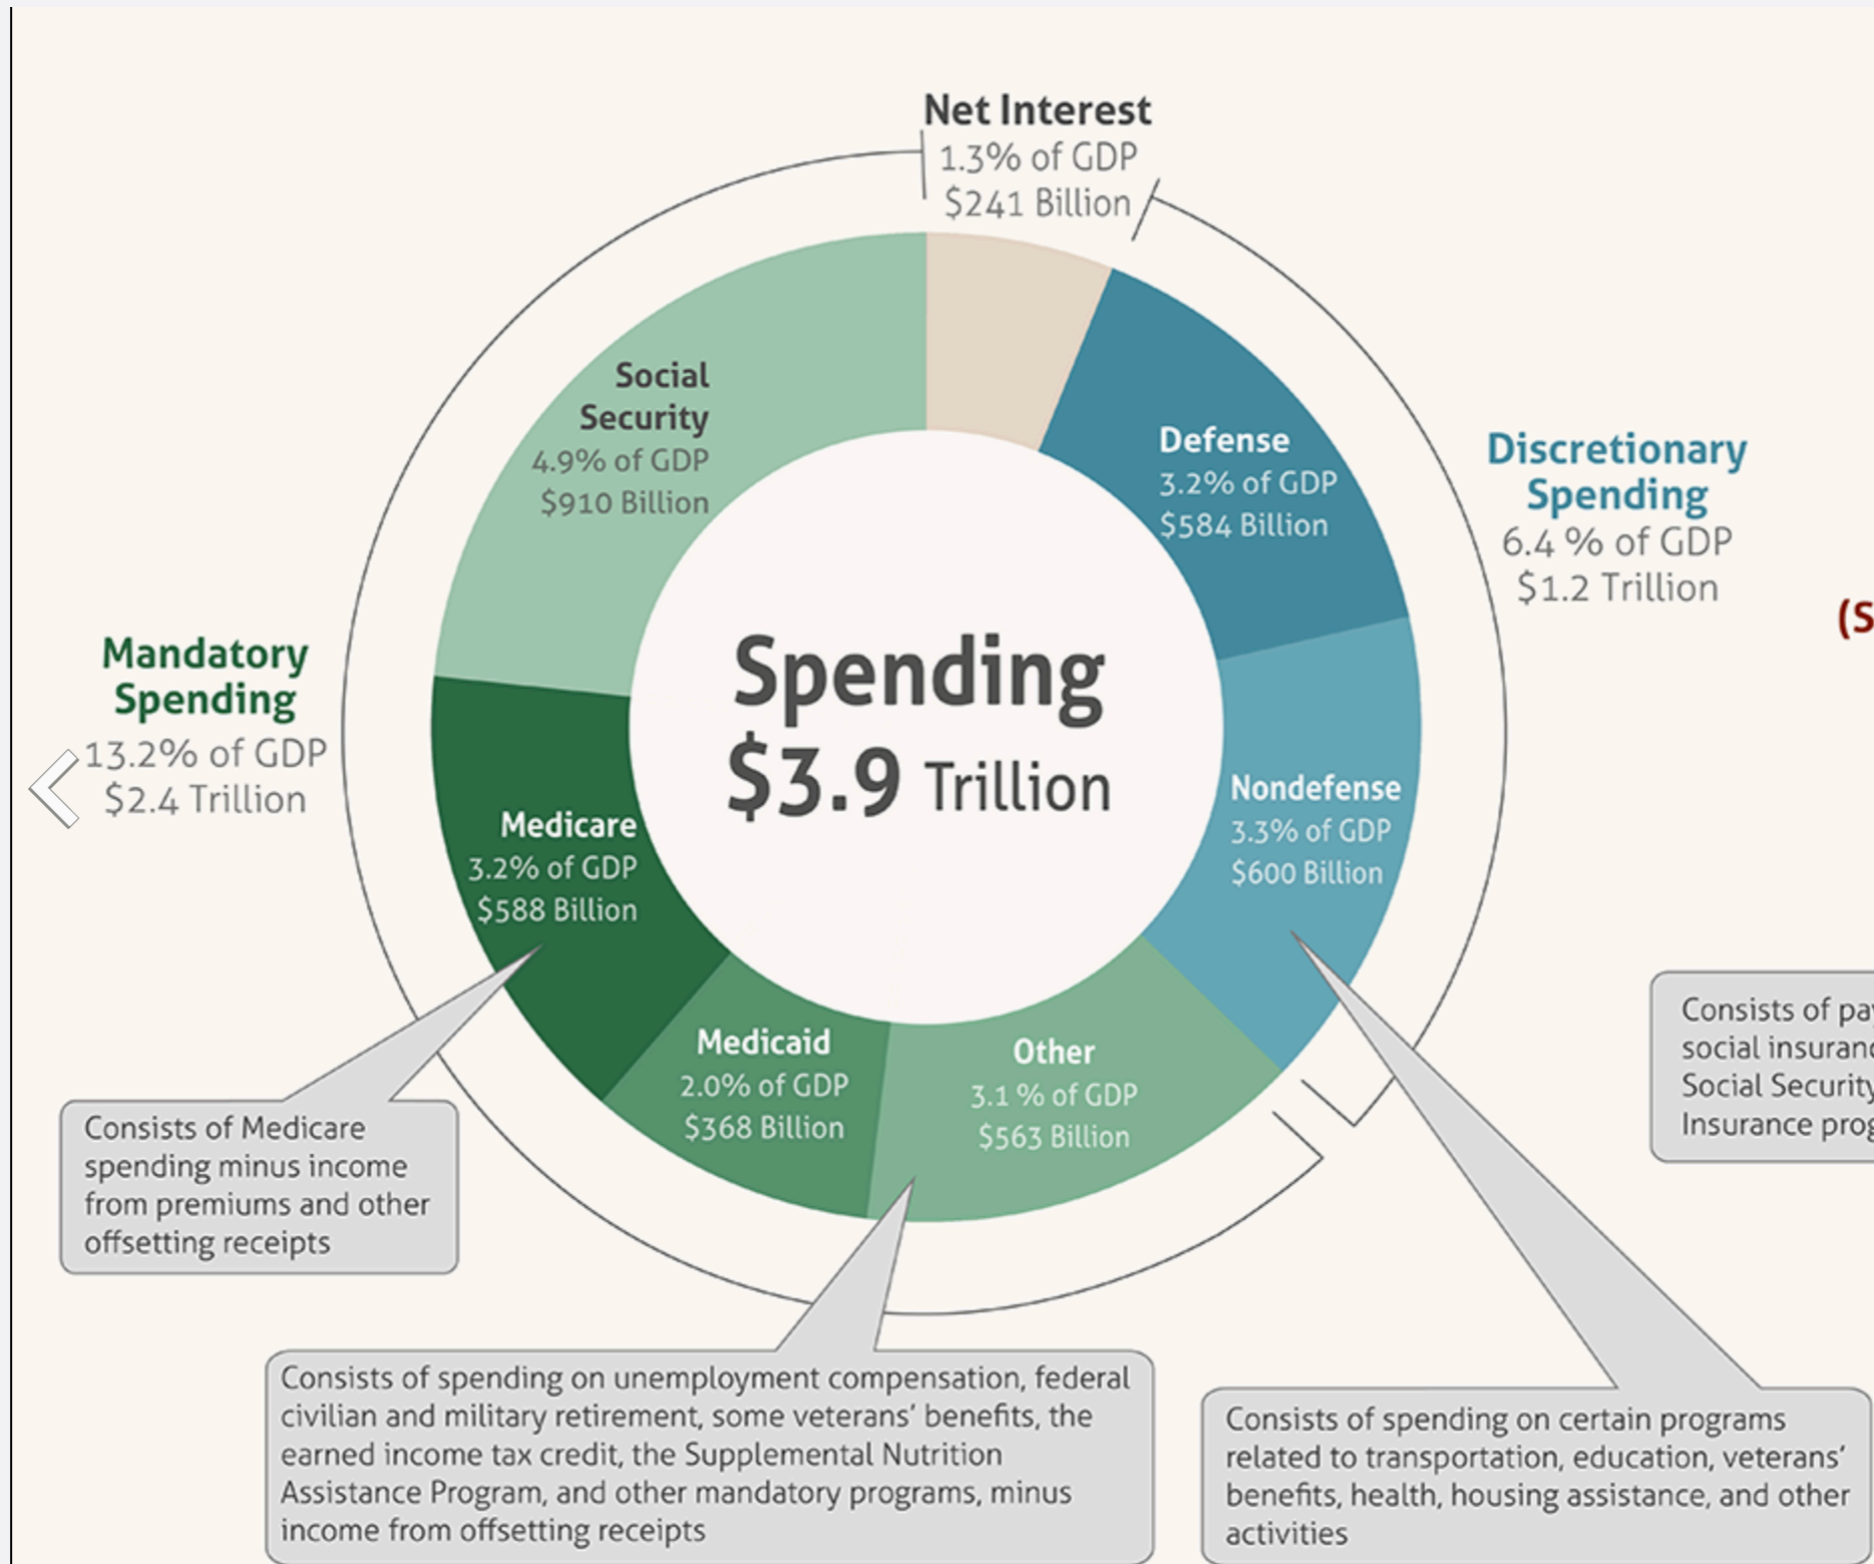 Net Interest
1.3% of GDP
$241 Billion
Social
Security
4.9% of GDP
$910 Billion
Defense
3.2% of GDP
$584 Billion
Discretionary
Spending
6.4 % of GDP
$1.2 Trillion
(S
Mandatory
Spending
13.2% of GDP
$2.4 Trillion
Spending
$3.9 Trillion
Nondefense
3.3% of GDP
$600 Billion
Medicare
3.2% of GDP
$588 Billion
Medicaid
2.0% of GDP
$368 Billion
Other
3.1 % of GDP
$563 Billion
Consists of Medicare
spending minus income
from premiums and other
offsetting receipts
Consists of
social
Social Security
Insurance
Consists of spending on unemployment compensation, federal
civilian and military retirement, some veterans’ benefits, the
earned income tax credit, the Supplemental Nutrition
Assistance Program, and other mandatory programs, minus
income from offsetting receipts
Consists of spending on certain programs
related to transportation, education, veterans’
benefits, health, housing assistance, and other
activities